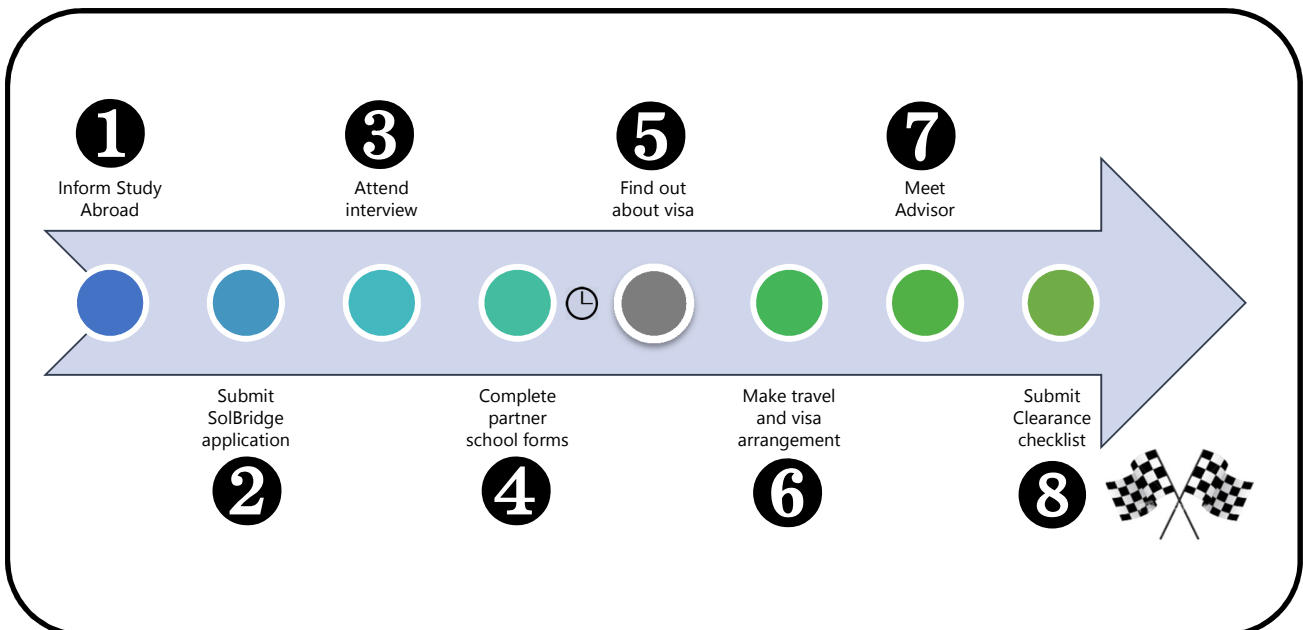 1
Inform Study
Abroad
2
Submit
SolBridge
application
3
Attend
interview
4
Complete
partner
school forms
5
Find out
about visa
6
Make travel
and visa
arrangement
7
Meet
Advisor
8
Submit
Clearance
checklist